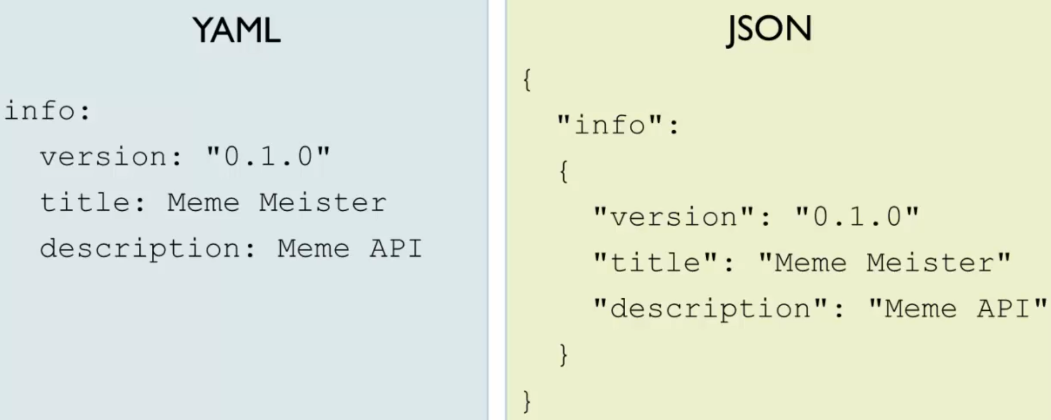 YAML
info:
  version: "0.1.0"
  title: Meme Meister
  description: Meme API
JSON
{
  "info":
  {
    "version": "0.1.0"
    "title": "Meme Meister"
    "description": "Meme API"
  }
}